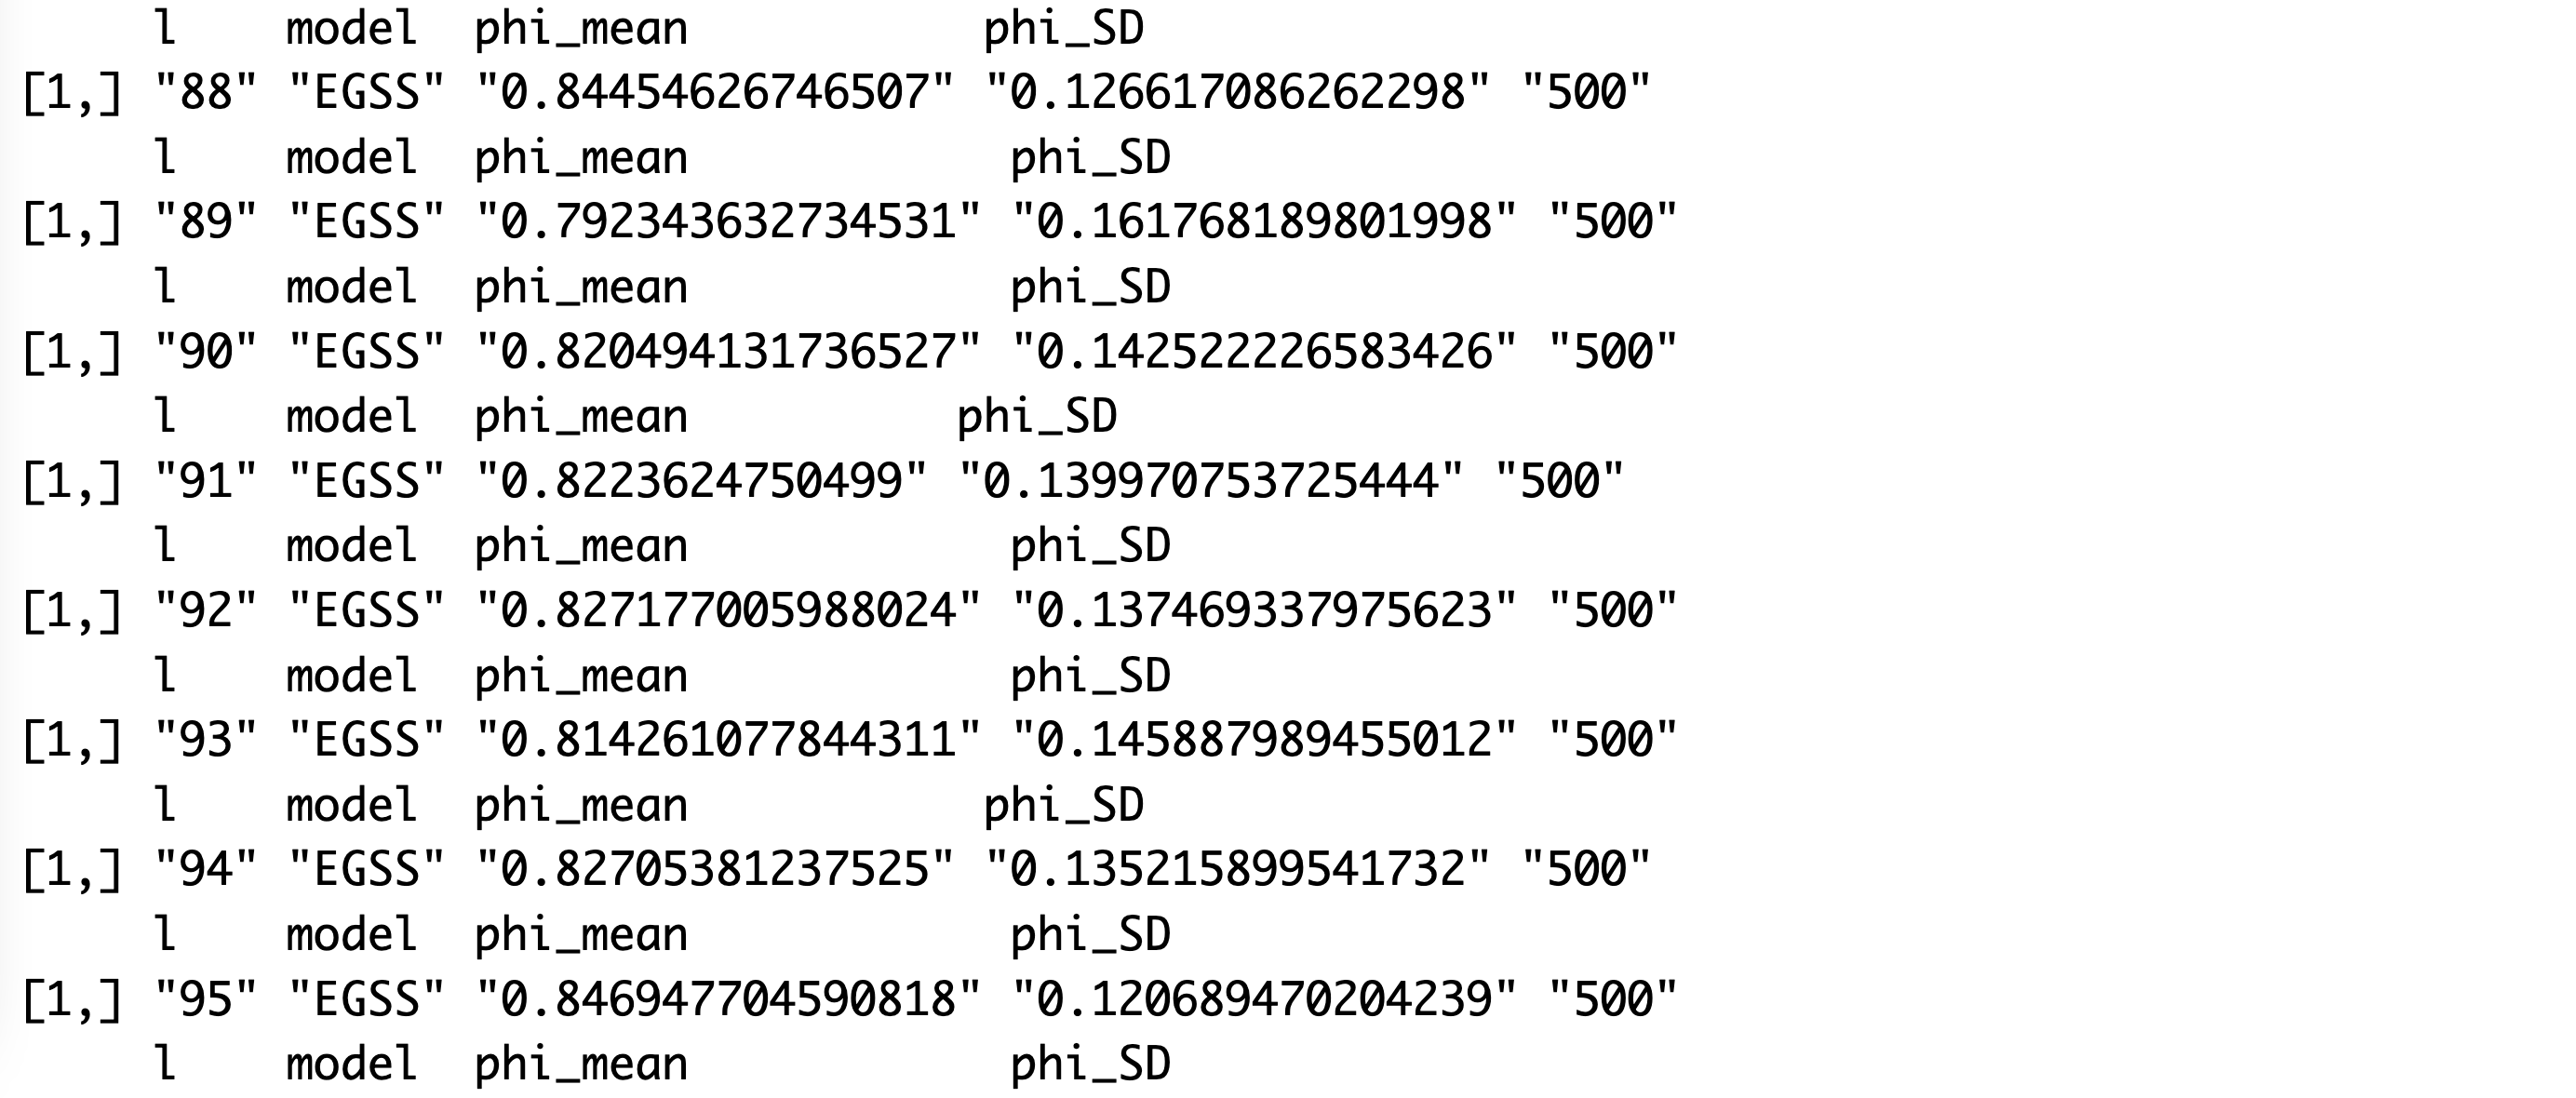 l model phi_mean phi_SD
[1,] "88" "EGSS" "0.84454626746507" "0.126617086262298" "500"
l model phi_mean phi_SD
[1,] "89" "EGSS" "0.792343632734531" "0.161768189801998" "500"
l model phi_mean phi_SD
[1,] "90" "EGSS" "0.820494131736527" "0.142522226583426" "500"
l model phi_mean phi_SD
[1,] "91" "EGSS" "0.8223624750499" "0.139970753725444" "500"
l model phi_mean phi_SD
[1,] "92" "EGSS" "0.827177005988024" "0.137469337975623" "500"
l model phi_mean phi_SD
[1,] "93" "EGSS" "0.814261077844311" "0.145887989455012" "500"
l model phi_mean phi_SD
[1,] "94" "EGSS" "0.82705381237525" "0.135215899541732" "500"
l model phi_mean phi_SD
[1,] "95" "EGSS" "0.846947704590818" "0.120689470204239" "500"
l model phi_mean phi_SD